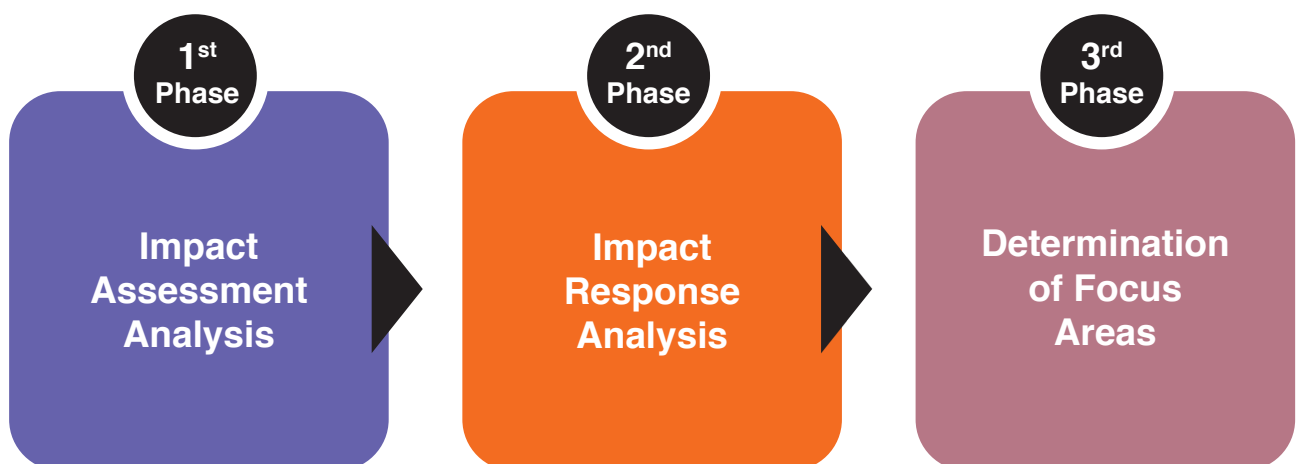 1st
Phase
Impact
Assessment
Analysis
2nd
Phase
Impact
Response
Analysis
3rd
Phase
Determination
of Focus
Areas